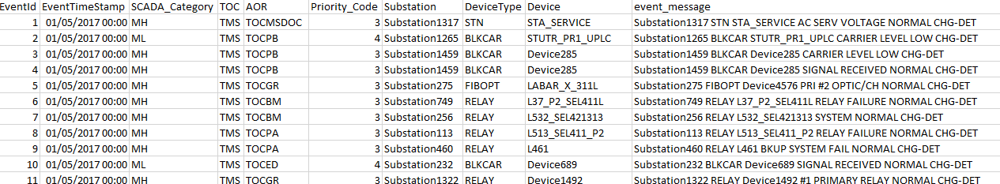 EventId EventTimeStamp SCADA_Category TOC AOR Priority_Code Substation DeviceType Device event_message
1 01/05/2017 00:00 MH TMS TOCMSDOC 3 Substation1317 STN STA_SERVICE Substation1317 STN STA_SERVICE AC SERV VOLTAGE NORMAL CHG-DET
2 01/05/2017 00:00 ML TMS TOCPB 4 Substation1265 BLKCAR STUTR_PR1_UPLC Substation1265 BLKCAR STUTR_PR1_UPLC CARRIER LEVEL LOW CHG-DET
3 01/05/2017 00:00 MH TMS TOCPB 3 Substation1459 BLKCAR Device285 Substation1459 BLKCAR Device285 CARRIER LEVEL LOW CHG-DET
4 01/05/2017 00:00 MH TMS TOCPB 3 Substation1459 BLKCAR Device285 Substation1459 BLKCAR Device285 SIGNAL RECEIVED NORMAL CHG-DET
5 01/05/2017 00:00 MH TMS TOCGR 3 Substation275 FIBOPT LABAR_X_311L Substation275 FIBOPT Device4576 PRI #2 OPTIC/CH NORMAL CHG-DET
6 01/05/2017 00:00 MH TMS TOCBM 3 Substation749 RELAY L37_P2_SEL411L Substation749 RELAY L37_P2_SEL411L RELAY FAILURE NORMAL CHG-DET
7 01/05/2017 00:00 MH TMS TOCBM 3 Substation256 RELAY L532_SEL421313 Substation256 RELAY L532_SEL421313 SYSTEM NORMAL CHG-DET
8 01/05/2017 00:00 MH TMS TOCPA 3 Substation113 RELAY L513_SEL411_P2 Substation113 RELAY L513_SEL411_P2 RELAY FAILURE NORMAL CHG-DET
9 01/05/2017 00:00 MH TMS TOCPA 3 Substation460 RELAY L461 Substation460 RELAY L461 BKUP SYSTEM FAIL NORMAL CHG-DET
10 01/05/2017 00:00 ML TMS TOCED 4 Substation232 BLKCAR Device689 Substation232 BLKCAR Device689 SIGNAL RECEIVED NORMAL CHG-DET
11 01/05/2017 00:00 MH TMS TOCGR 3 Substation1322 RELAY Device1492 Substation1322 RELAY Device1492 #1 PRIMARY RELAY NORMAL CHG-DET